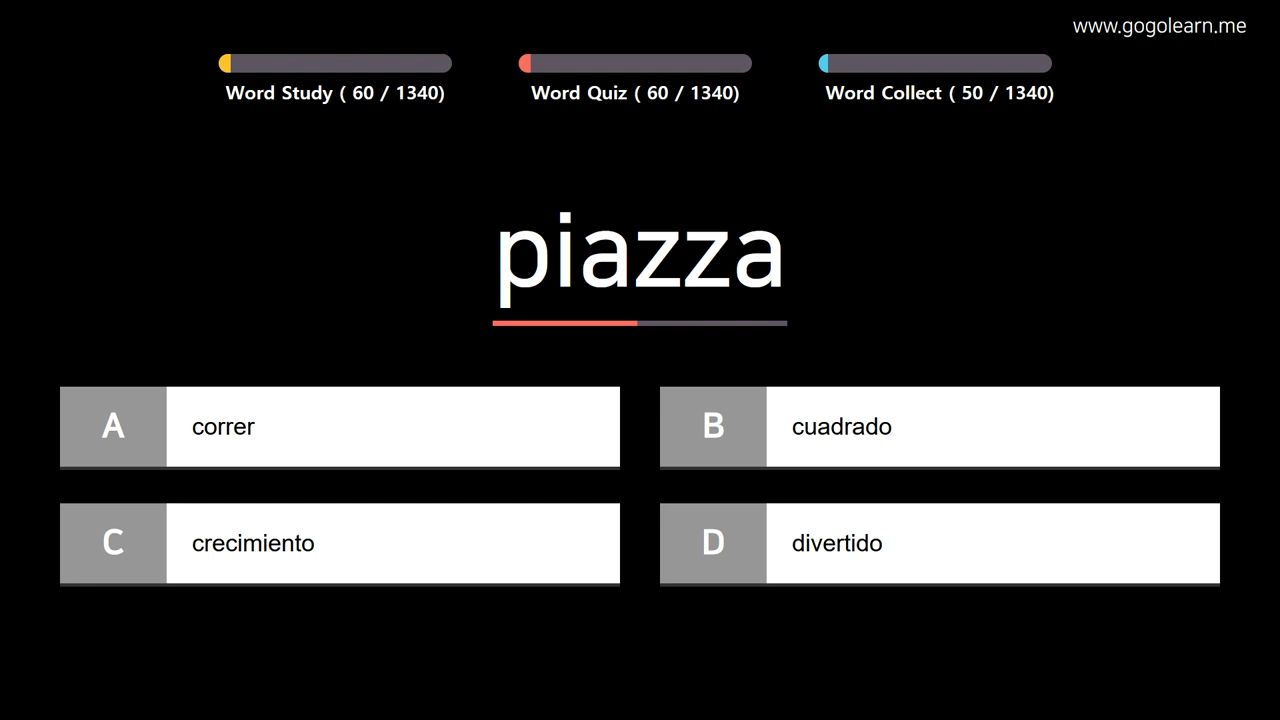 www.gogolearn.me
Word Study ( 60 / 1340)
Word Quiz ( 60 / 1340)
Word Collect ( 50 / 1340)
piazza
A
correr
B
cuadrado
C
crecimiento
D
divertido